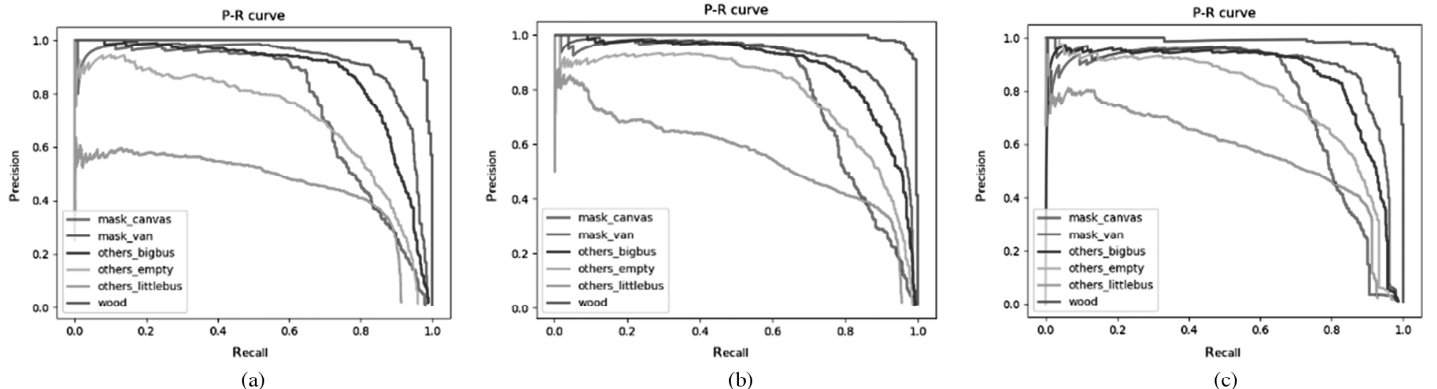 P-R curve
1.0
0.8
0.6
0.4
0.2
0.0
Precision
mask_canvas
mask_van
others_bigbus
others_empty
others_littlebus
wood
0.0 0.2 0.4 0.6 0.8 1.0
Recall
(a)
P-R curve
1.0
0.8
0.6
0.4
0.2
0.0
Precision
mask_canvas
mask_van
others_bigbus
others_empty
others_littlebus
wood
0.0 0.2 0.4 0.6 0.8 1.0
Recall
(b)
P-R curve
1.0
0.8
0.6
0.4
0.2
0.0
Precision
mask_canvas
mask_van
others_bigbus
others_empty
others_littlebus
wood
0.0 0.2 0.4 0.6 0.8 1.0
Recall
(c)